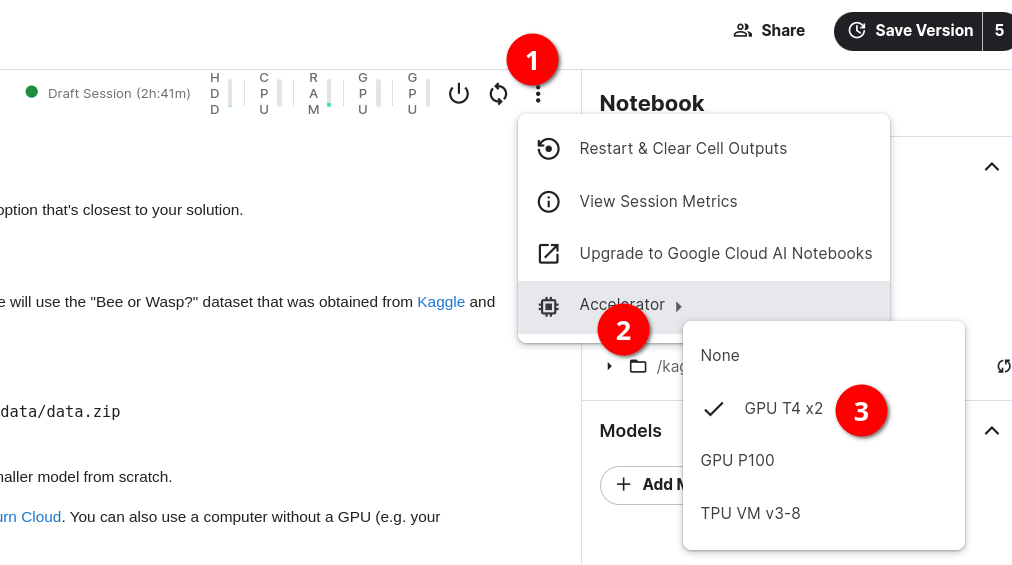 Share
Save Version
5
1
Draft Session (2h:41m)
HDD
CPU
RAM
GPU
GPU
Notebook
Restart & Clear Cell Outputs
View Session Metrics
option that's closest to your solution.
Upgrade to Google Cloud AI Notebooks
e will use the "Bee or Wasp?" dataset that was obtained from Kaggle and
Accelerator
2
None
/kag
data/data.zip
GPU T4 x2
3
Models
GPU P100
naller model from scratch.
Add M
urn Cloud. You can also use a computer without a GPU (e.g. your
TPU VM v3-8